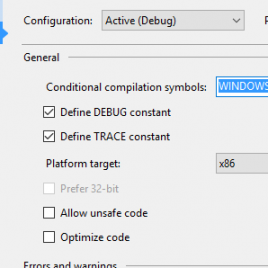 Configuration: Active (Debug)
General
Conditional compilation symbols: WINDOWS
Define DEBUG constant
Define TRACE constant
Platform target: x86
Prefer 32-bit
Allow unsafe code
Optimize code
Errors and warnings